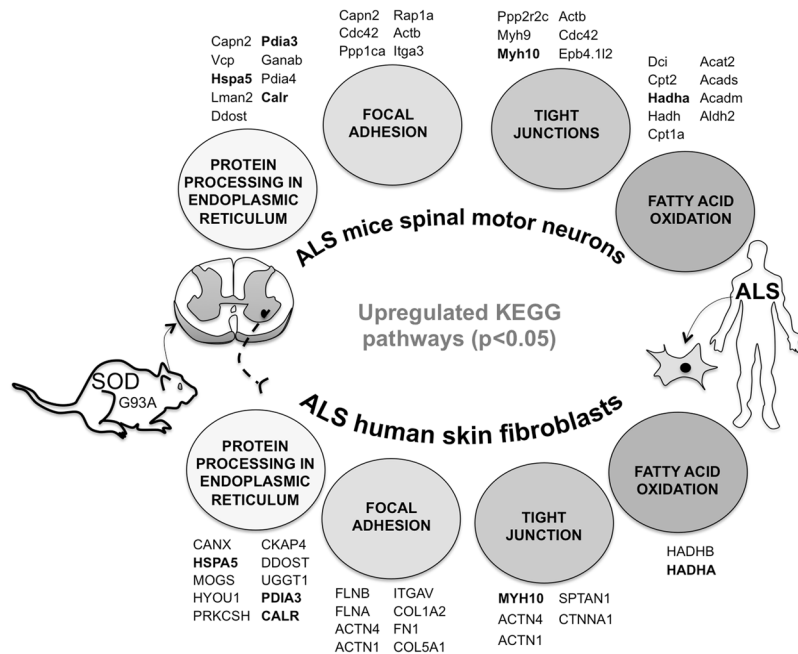 Capn2 Pdia3
Vcp Ganab
Hspa5 Pdia4
Lman2 Calr
Ddost
Capn2 Rap1a
Cdc42 Actb
Ppp1ca Itga3
Ppp2r2c Actb
Myh9 Cdc42
Myh10 Epb4.1l2
Dci Acat2
Cpt2 Acads
Hadha Acadm
Hadh Aldh2
Cpt1a
PROTEIN
PROCESSING IN
ENDOPLASMIC
RETICULUM
FOCAL
ADHESION
TIGHT
JUNCTIONS
FATTY ACID
OXIDATION
ALS mice spinal motor neurons
Upregulated KEGG
pathways (p<0.05)
ALS
SOD
G93A
ALS human skin fibroblasts
PROTEIN
PROCESSING IN
ENDOPLASMIC
RETICULUM
FOCAL
ADHESION
TIGHT
JUNCTION
FATTY ACID
OXIDATION
CANX CKAP4
HSPA5 DDOST
MOGS UGGT1
HYOU1 PDIA3
PRKCSH CALR
FLNB ITGAV
FLNA COL1A2
ACTN4 FN1
ACTN1 COL5A1
MYH10 SPTAN1
ACTN4 CTNNA1
ACTN1
HADHB
HADHA